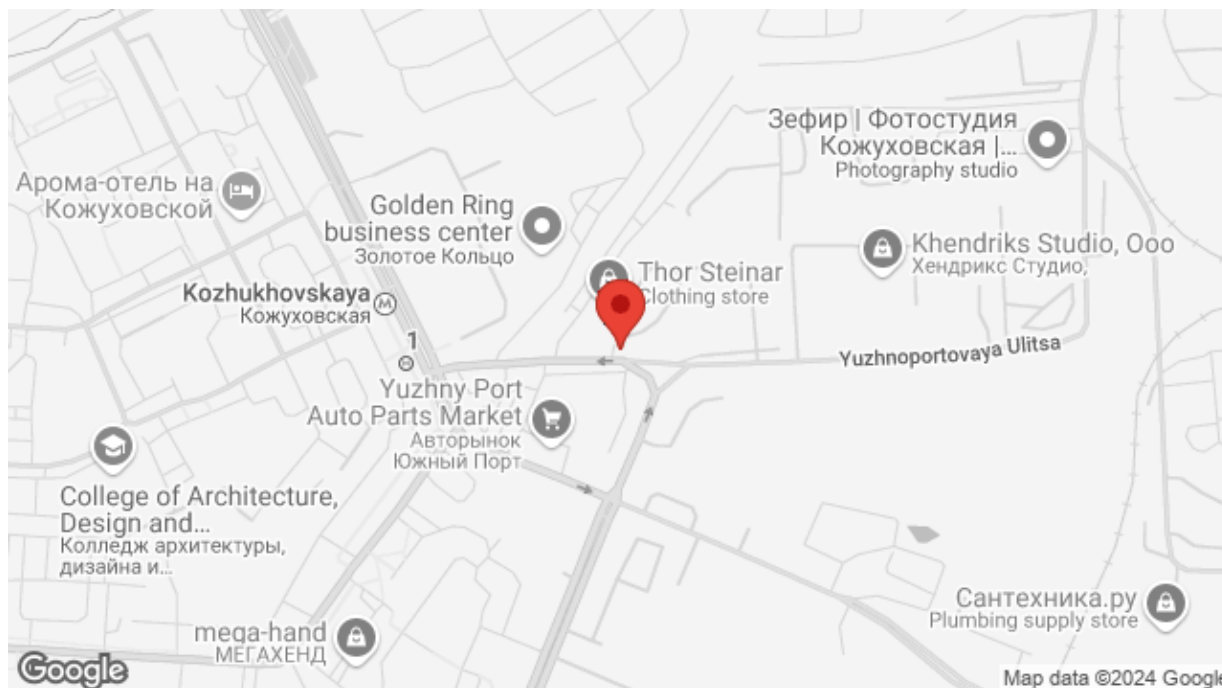 Зефир | Фотостудия
Кожуховская |...
Photography studio
Арома-отель на
Кожуховской
Golden Ring
business center
Золотое Кольцо
Khendriks Studio, Ooo
Хендрикс Студио,
Thor Steinar
Clothing store
Kozhukhovskaya
Кожуховская
1
Yuzhnoportovaya Ulitsa
Yuzhny Port
Auto Parts Market
Авторынок
Южный Порт
College of Architecture,
Design and...
Колледж архитектуры,
дизайна и...
Сантехника.ру
Plumbing supply store
mega-hand
МЕГАХЕНД
Google
Map data ©2024 Google